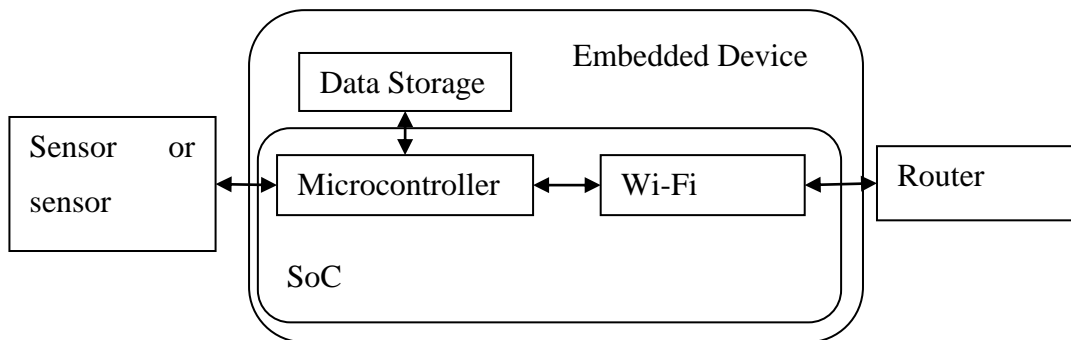 Embedded Device
Data Storage
Sensor or
sensor
Microcontroller
Wi-Fi
Router
SoC